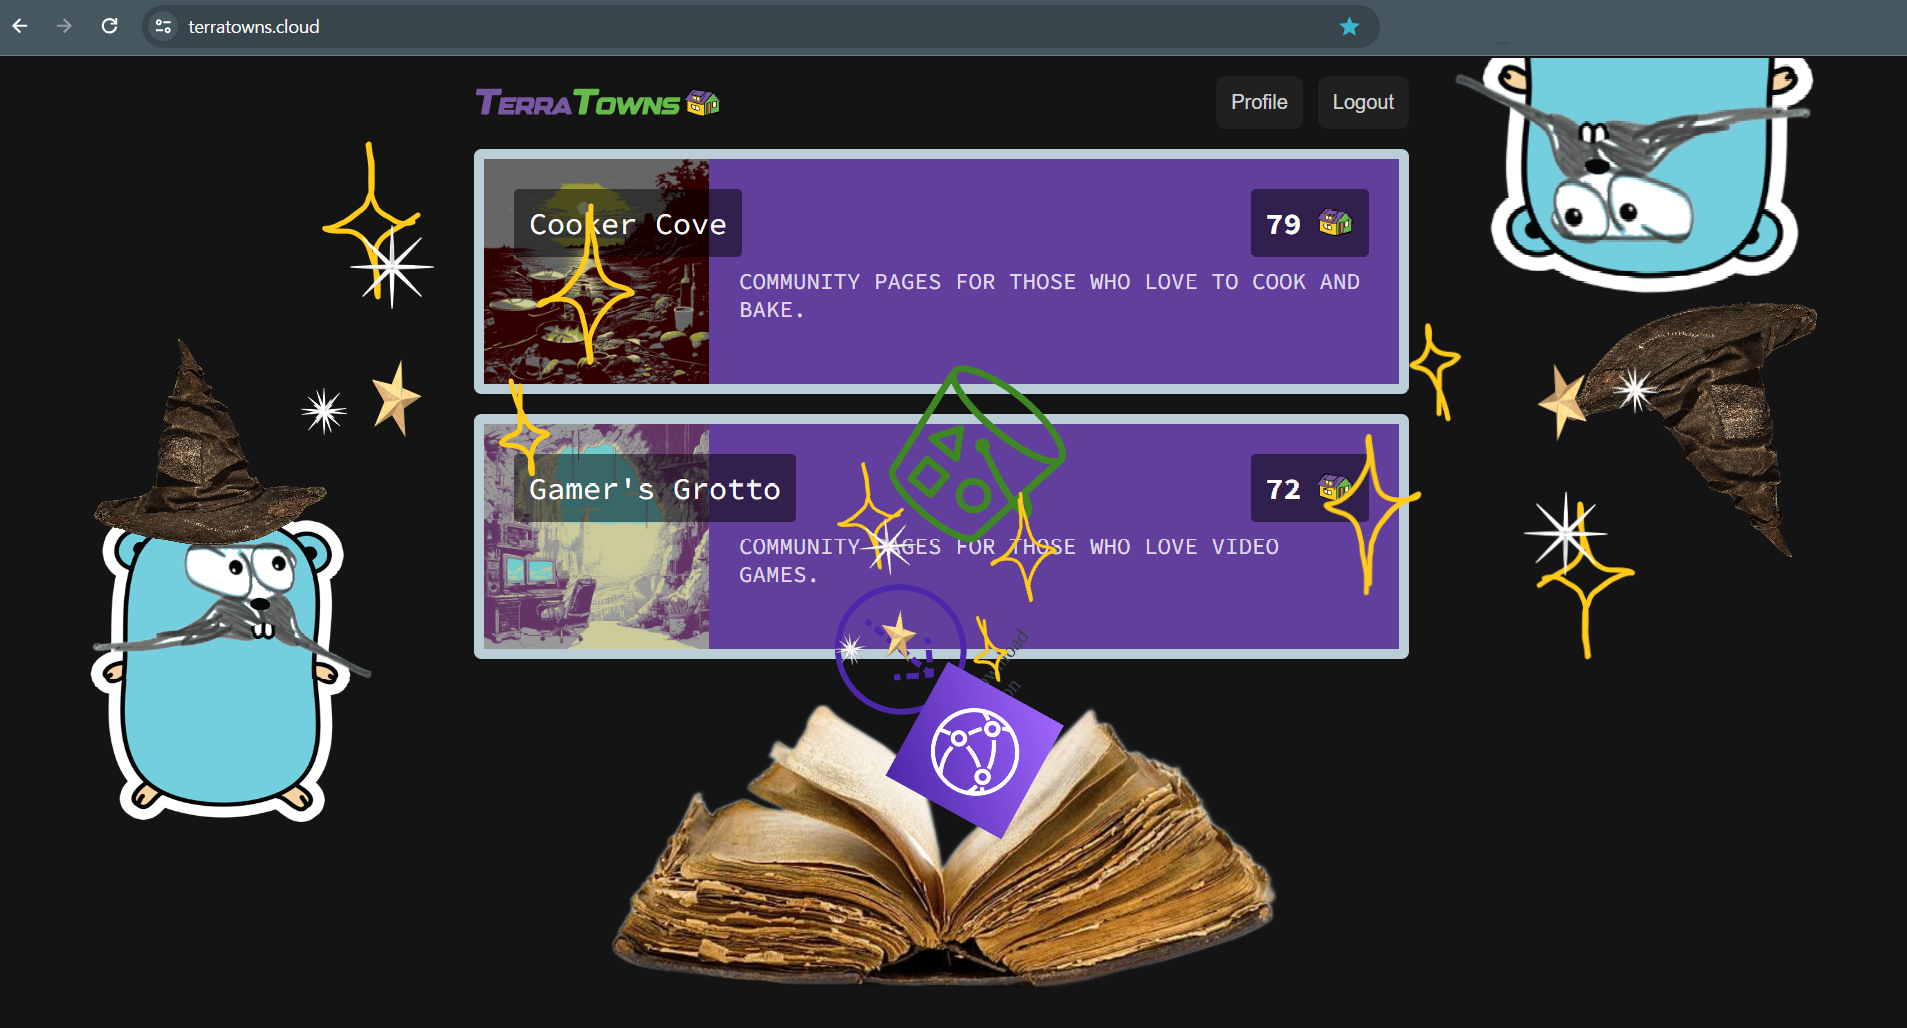 terratowns.cloud
TERRATOWNS
Profile
Logout
Cooker Cove
79
COMMUNITY PAGES FOR THOSE WHO LOVE TO COOK AND
BAKE.
Gamer's Grotto
72
COMMUNITY PAGES FOR THOSE WHO LOVE VIDEO
GAMES.